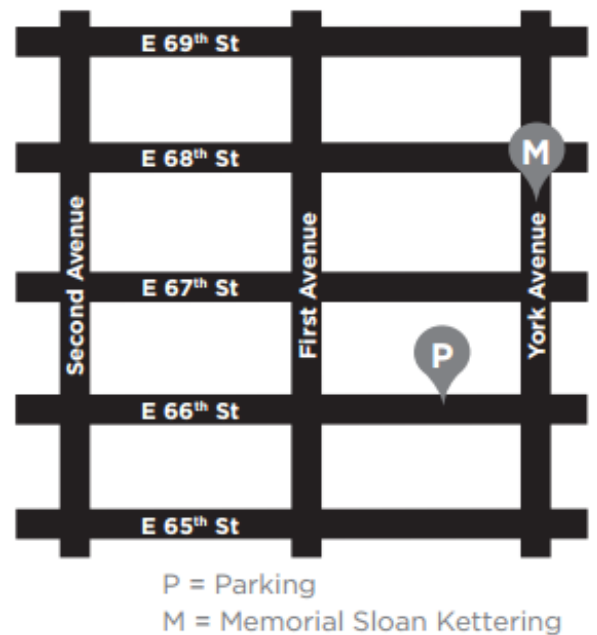 E 69th St
M
E 68th St
Second Avenue
First Avenue
York Avenue
E 67th St
P
E 66th St
E 65th St
P = Parking
M = Memorial Sloan Kettering